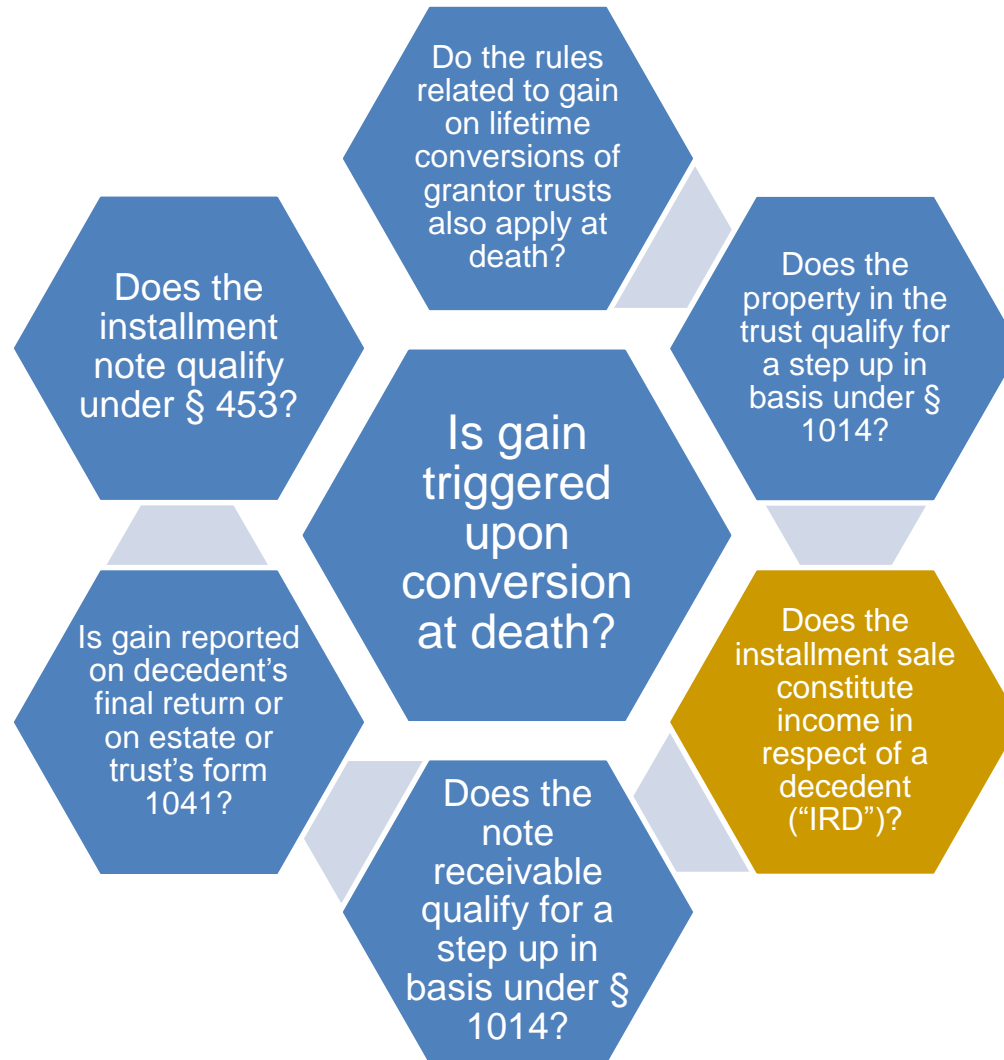 Do the rules
related to gain
on lifetime
conversions of
grantor trusts
also apply at
death?
Does the
property in the
trust qualify for
a step up in
basis under §
1014?
Does the
installment sale
constitute
income in
respect of a
decedent
(“IRD”)?
Does the
note
receivable
qualify for a
step up in
basis under §
1014?
Is gain reported
on decedent’s
final return or
on estate or
trust’s form
1041?
Does the
installment
note qualify
under § 453?
Is gain
triggered
upon
conversion
at death?